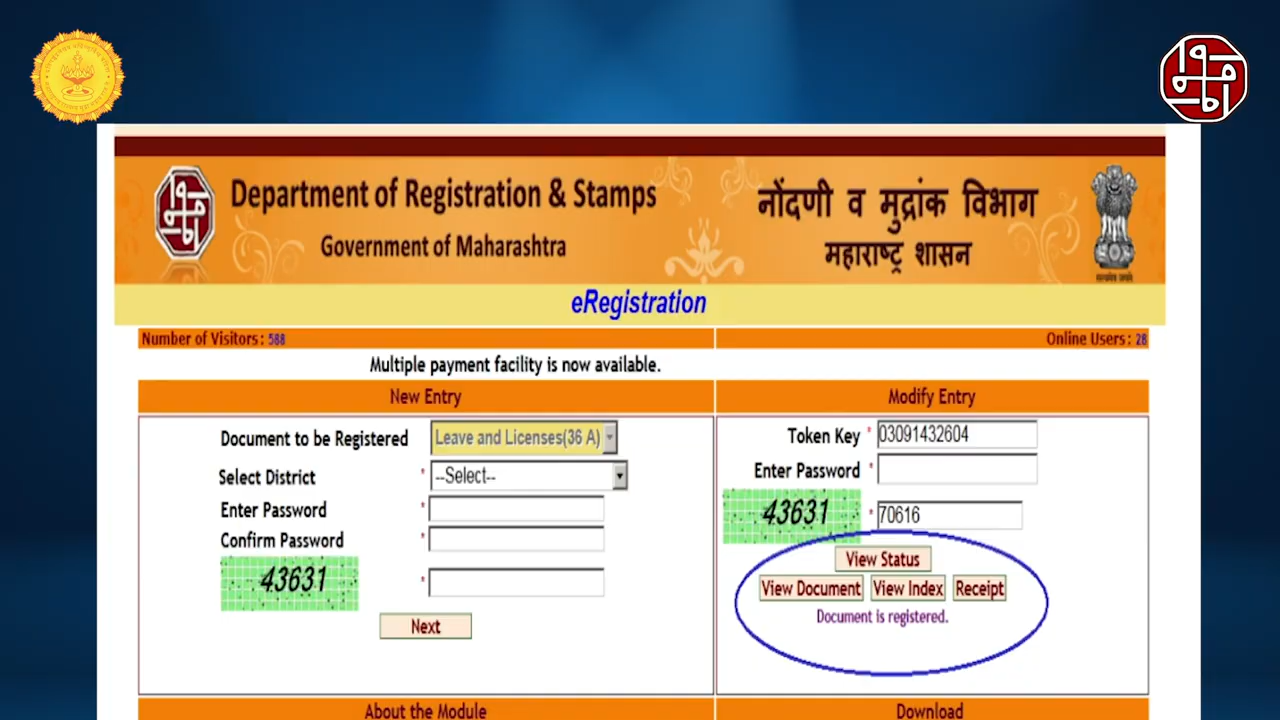 Department of Registration & Stamps
Government of Maharashtra
नोंदणी व मुद्रांक विभाग
महाराष्ट्र शासन
eRegistration
Number of Visitors : 588
Online Users : 28
Multiple payment facility is now available.
New Entry
Document to be Registered
Leave and Licenses(36 A)
Select District * --Select--
Enter Password *
Confirm Password *
43631 *
Next
Modify Entry
Token Key * 03091432604
Enter Password *
43631 * 70616
View Status
View Document View Index Receipt
Document is registered.
About the Module
Download